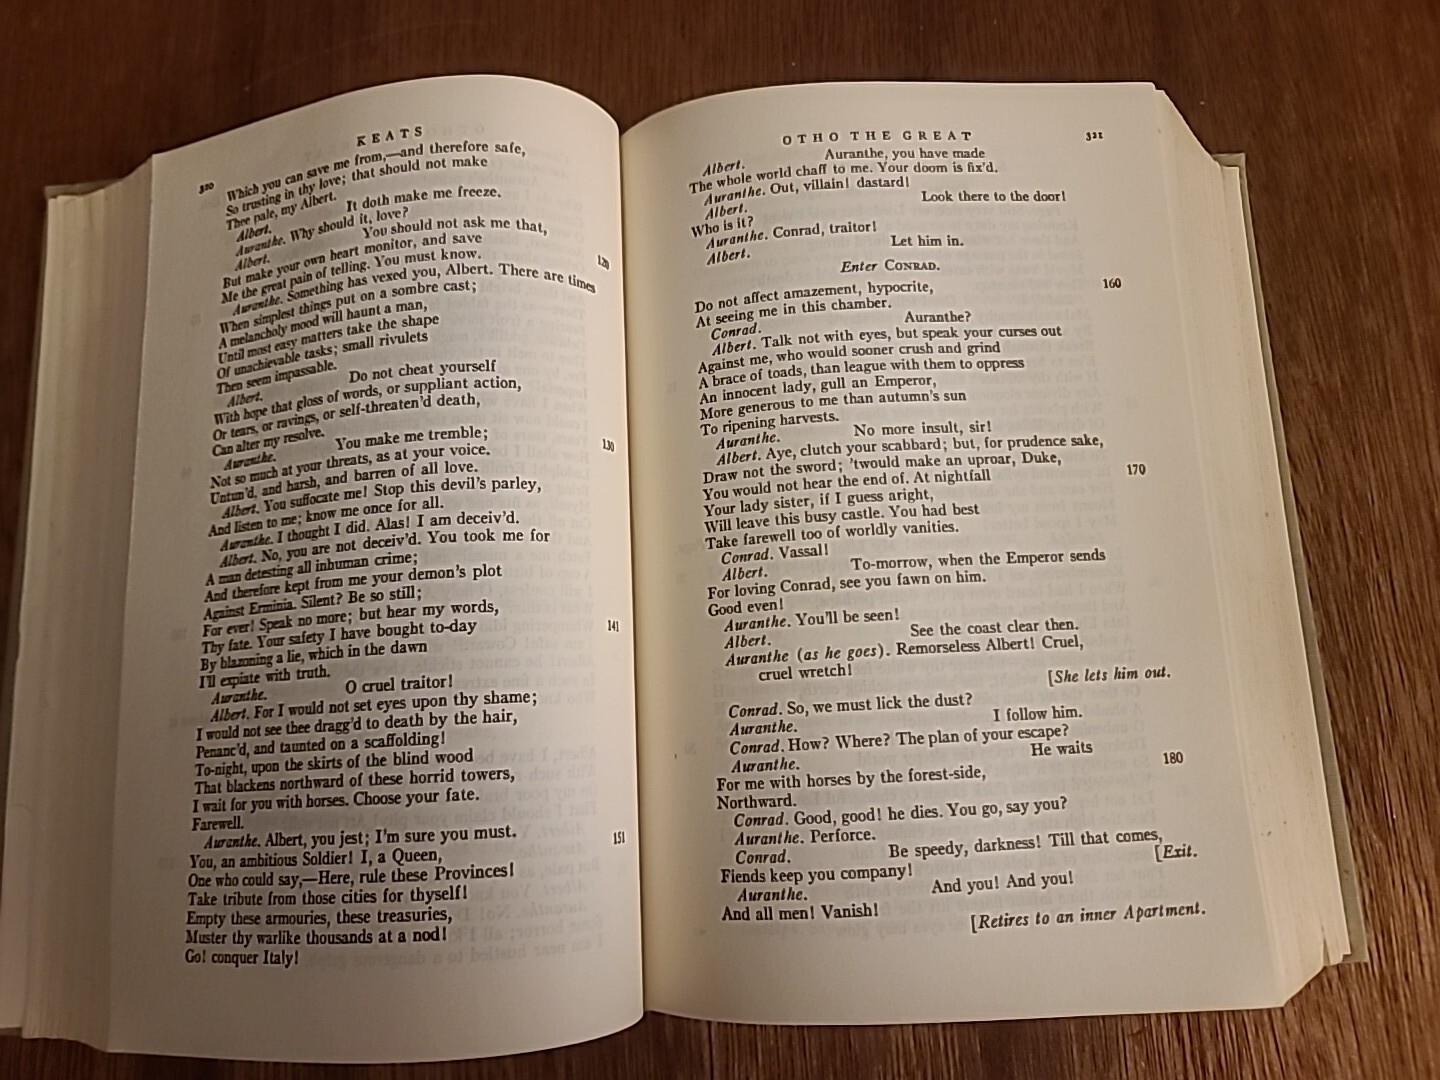 KEATS
320
Which you can save me from,—and therefore safe,
So trusting in thy love; that should not make
Thee pale, my Albert.
Albert. It doth make me freeze.
Auranthe. Why should it, love?
Albert. You should not ask me that,
But make your own heart monitor, and save
Me the great pain of telling. You must know. 120
Auranthe. Something has vexed you, Albert. There are times
When simplest things put on a sombre cast;
A melancholy mood will haunt a man,
Until most easy matters take the shape
Of unachievable tasks; small rivulets
Then seem impassable.
Albert. Do not cheat yourself
With hope that gloss of words, or suppliant action,
Or tears, or ravings, or self-threaten'd death,
Can alter my resolve.
Auranthe. You make me tremble;
Not so much at your threats, as at your voice. 130
Untun'd, and harsh, and barren of all love.
Albert. You suffocate me! Stop this devil's parley,
And listen to me; know me once for all.
Auranthe. I thought I did. Alas! I am deceiv'd.
Albert. No, you are not deceiv'd. You took me for
A man detesting all inhuman crime;
And therefore kept from me your demon's plot
Against Erminia. Silent? Be so still;
For ever! Speak no more; but hear my words,
Thy fate. Your safety I have bought to-day 141
By blazoning a lie, which in the dawn
I'll expiate with truth.
Auranthe. O cruel traitor!
Albert. For I would not set eyes upon thy shame;
I would not see thee dragg'd to death by the hair,
Penanc'd, and taunted on a scaffolding!
To-night, upon the skirts of the blind wood
That blackens northward of these horrid towers,
I wait for you with horses. Choose your fate.
Farewell.
Auranthe. Albert, you jest; I'm sure you must.
You, an ambitious Soldier! I, a Queen, 151
One who could say,—Here, rule these Provinces!
Take tribute from those cities for thyself!
Empty these armouries, these treasuries,
Muster thy warlike thousands at a nod!
Go! conquer Italy!
OTHO THE GREAT 321
Albert. Auranthe, you have made
The whole world chaff to me. Your doom is fix'd.
Auranthe. Out, villain! dastard!
Albert. Look there to the door!
Who is it?
Auranthe. Conrad, traitor!
Albert. Let him in.
Enter CONRAD.
Do not affect amazement, hypocrite, 160
At seeing me in this chamber.
Conrad. Auranthe?
Albert. Talk not with eyes, but speak your curses out
Against me, who would sooner crush and grind
A brace of toads, than league with them to oppress
An innocent lady, gull an Emperor,
More generous to me than autumn's sun
To ripening harvests.
Auranthe. No more insult, sir!
Albert. Aye, clutch your scabbard; but, for prudence sake,
Draw not the sword; 'twould make an uproar, Duke,
You would not hear the end of. At nightfall 170
Your lady sister, if I guess aright,
Will leave this busy castle. You had best
Take farewell too of worldly vanities.
Conrad. Vassal!
Albert. To-morrow, when the Emperor sends
For loving Conrad, see you fawn on him.
Good even!
Auranthe. You'll be seen!
Albert. See the coast clear then.
Auranthe (as he goes). Remorseless Albert! Cruel,
cruel wretch!
[She lets him out.
Conrad. So, we must lick the dust?
Auranthe. I follow him.
Conrad. How? Where? The plan of your escape?
Auranthe. He waits
For me with horses by the forest-side, 180
Northward.
Conrad. Good, good! he dies. You go, say you?
Auranthe. Perforce.
Conrad. Be speedy, darkness! Till that comes,
Fiends keep you company! [Exit.
Auranthe. And you! And you!
And all men! Vanish!
[Retires to an inner Apartment.